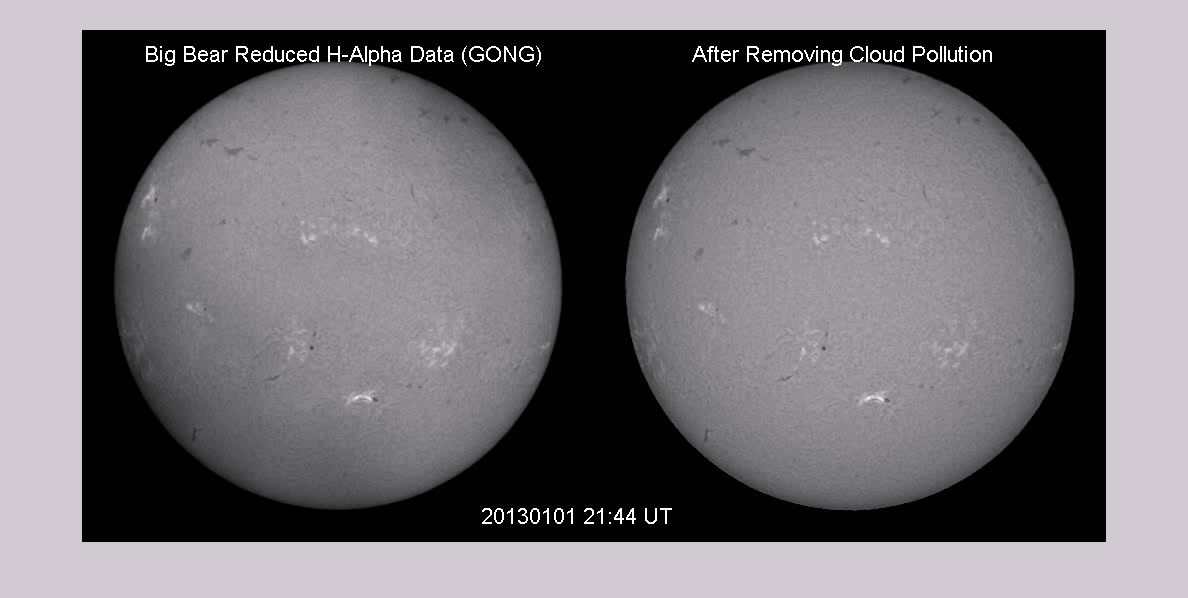 Big Bear Reduced H-Alpha Data (GONG)
After Removing Cloud Pollution
20130101 21:44 UT